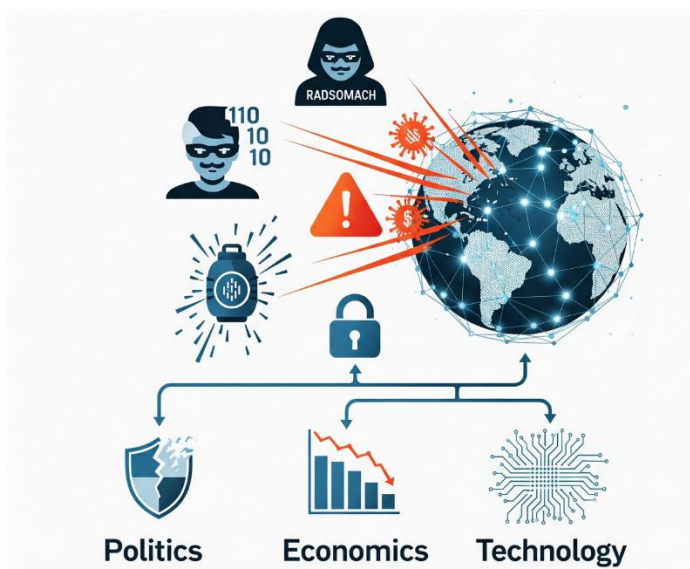 RADSOMACH
110
10
10
$
Politics
Economics
Technology